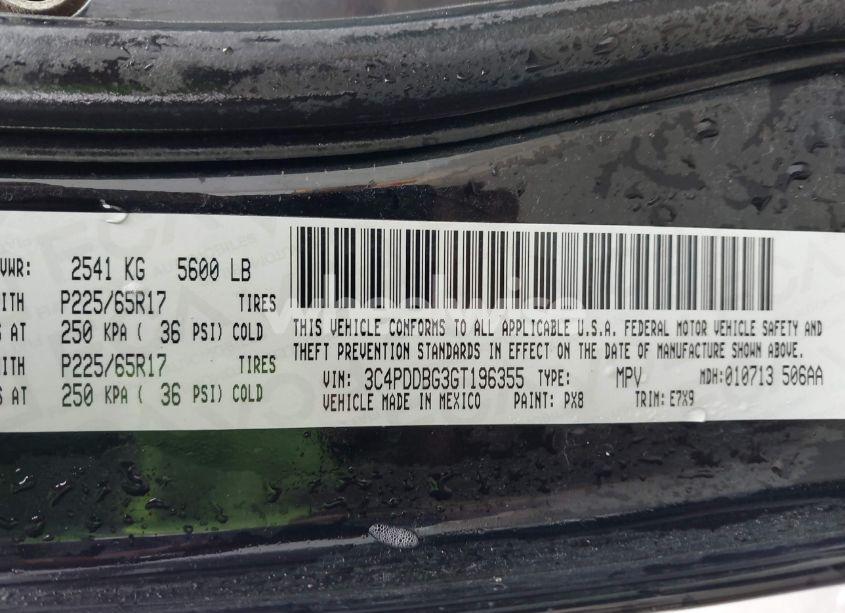 VWR: 2541 KG 5600 LB
ITH P225/65R17 TIRES
S AT 250 KPA ( 36 PSI) COLD
ITH P225/65R17 TIRES
S AT 250 KPA ( 36 PSI) COLD
THIS VEHICLE CONFORMS TO ALL APPLICABLE U.S.A. FEDERAL MOTOR VEHICLE SAFETY AND
THEFT PREVENTION STANDARDS IN EFFECT ON THE DATE OF MANUFACTURE SHOWN ABOVE.
VIN: 3C4PDDBG3GT196355 TYPE: MPV MDH:010713 506AA
VEHICLE MADE IN MEXICO PAINT: PX8 TRIM: E7X9